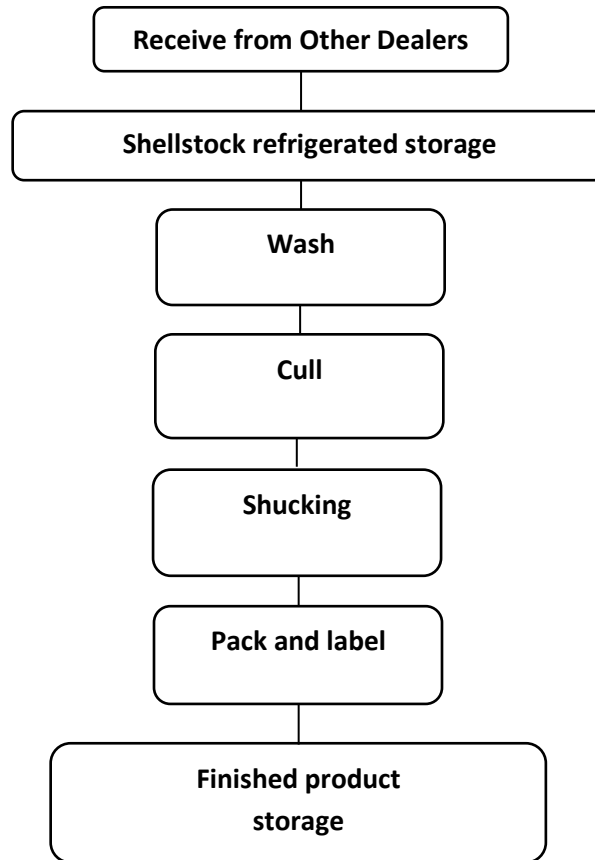 Receive from Other Dealers
Shellstock refrigerated storage
Wash
Cull
Shucking
Pack and label
Finished product
storage